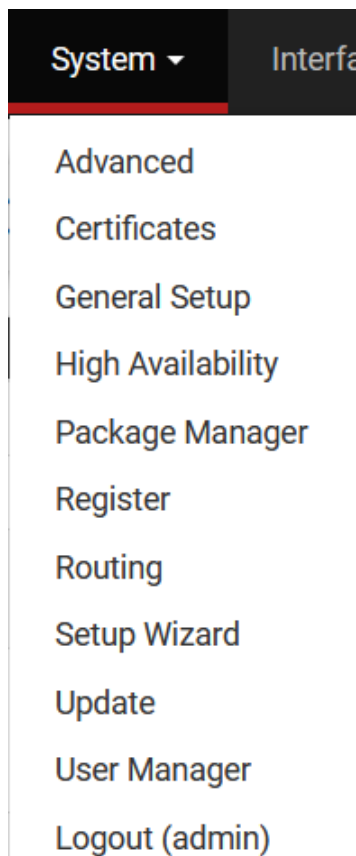 System
Interfa
Advanced
Certificates
General Setup
High Availability
Package Manager
Register
Routing
Setup Wizard
Update
User Manager
Logout (admin)